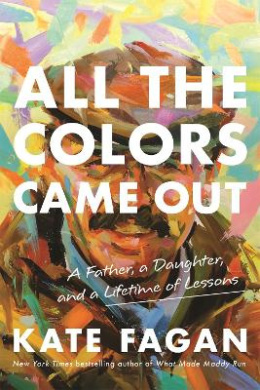 ALL THE
COLORS
CAME OUT
A Father, a Daughter,
and a Lifetime of Lessons
KATE FAGAN
New York Times bestselling author of What Made Maddy Run